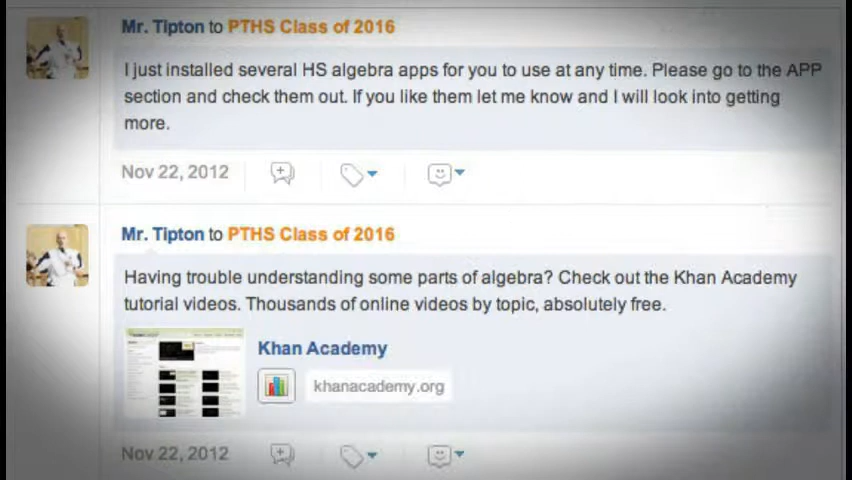 Mr. Tipton to PTHS Class of 2016
I just installed several HS algebra apps for you to use at any time. Please go to the APP
section and check them out. If you like them let me know and I will look into getting
more.
Nov 22, 2012
Mr. Tipton to PTHS Class of 2016
Having trouble understanding some parts of algebra? Check out the Khan Academy
tutorial videos. Thousands of online videos by topic, absolutely free.
Khan Academy
khanacademy.org
Nov 22, 2012